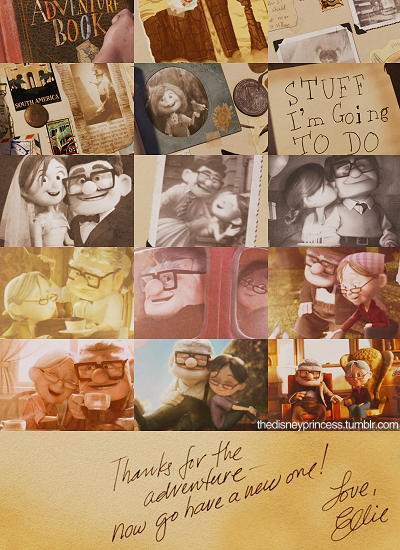 ADVENTURE
BOOK
SOUTH AMERICA
STUFF
I'm GoIng
TO DO
thedisneyprincess.tumblr.com
Thanks for the
adventure—
now go have a new one!
Love,
Ellie